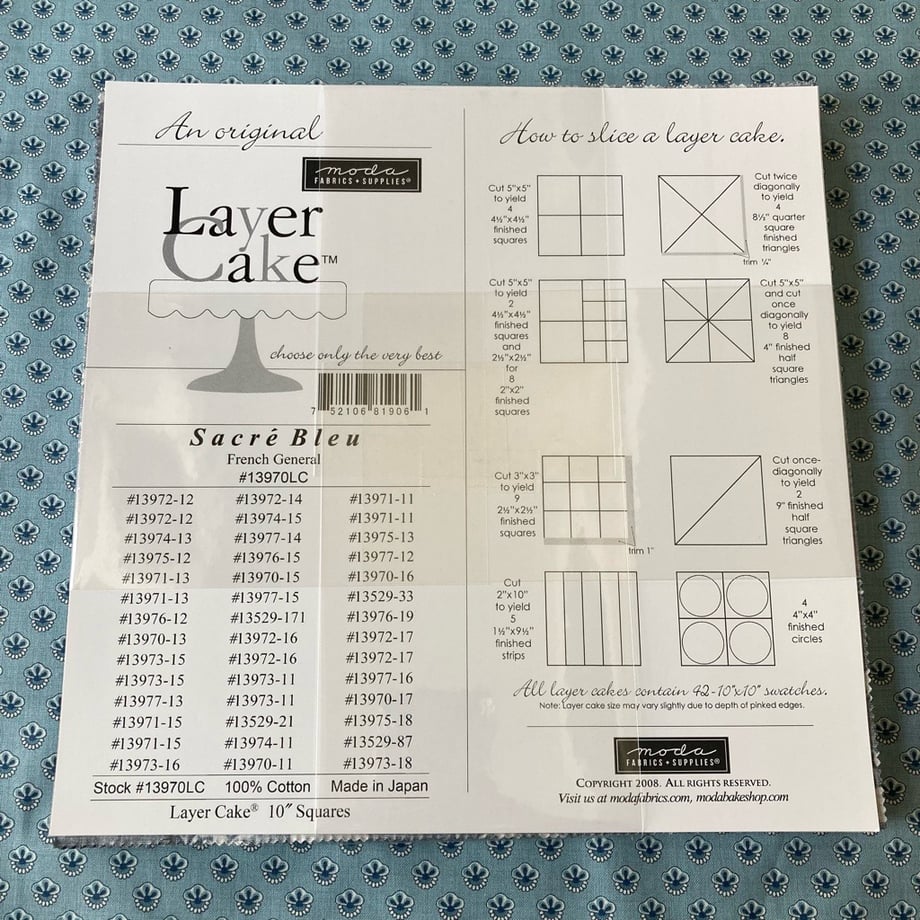 An original
moda
FABRICS + SUPPLIES®
Layer
Cake™
choose only the very best
7 52106 81906 1
Sacré Bleu
French General
#13970LC
#13972-12 #13972-14 #13971-11
#13972-12 #13974-15 #13971-11
#13974-13 #13977-14 #13975-13
#13975-12 #13976-15 #13977-12
#13971-13 #13970-15 #13970-16
#13971-13 #13977-15 #13529-33
#13976-12 #13529-171 #13976-19
#13970-13 #13972-16 #13972-17
#13973-15 #13972-16 #13972-17
#13973-15 #13973-11 #13977-16
#13977-13 #13973-11 #13970-17
#13971-15 #13529-21 #13975-18
#13971-15 #13974-11 #13529-87
#13973-16 #13970-11 #13973-18
Stock #13970LC 100% Cotton Made in Japan
Layer Cake® 10" Squares
How to slice a layer cake.
Cut 5"x5"
to yield
4
4½"x4½"
finished
squares
Cut twice
diagonally
to yield
4
8½" quarter
square
finished
triangles
trim ¼"
Cut 5"x5"
to yield
2
4½"x4½"
finished
squares
and
2½"x2½"
for
8
2"x2"
finished
squares
Cut 5"x5"
and cut
once
diagonally
to yield
8
4" finished
half
square
triangles
Cut 3"x3"
to yield
9
2½"x2½"
finished
squares
trim 1"
Cut once-
diagonally
to yield
2
9" finished
half
square
triangles
Cut
2"x10"
to yield
5
1½"x9½"
finished
strips
4
4"x4"
finished
circles
All layer cakes contain 42-10"x10" swatches.
Note: Layer cake size may vary slightly due to depth of pinked edges.
moda
FABRICS + SUPPLIES®
COPYRIGHT 2008. ALL RIGHTS RESERVED.
Visit us at modafabrics.com, modabakeshop.com